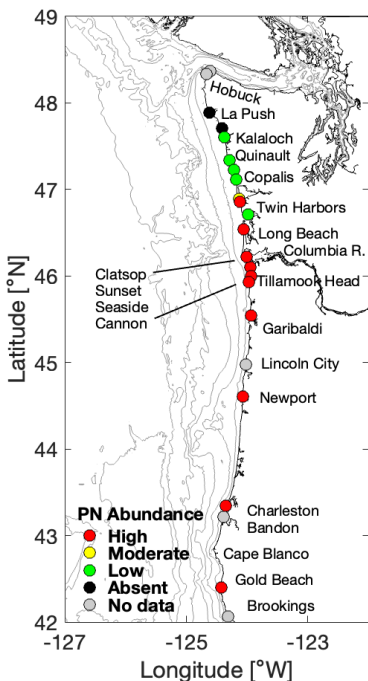 49
48
47
46
45
44
43
42
Latitude [°N]
Hobuck
La Push
Kalaloch
Quinault
Copalis
Twin Harbors
Long Beach
Columbia R.
Clatsop
Sunset
Seaside
Cannon
Tillamook Head
Garibaldi
Lincoln City
Newport
Charleston
Bandon
Cape Blanco
Gold Beach
Brookings
PN Abundance
High
Moderate
Low
Absent
No data
-127
-125
-123
Longitude [°W]